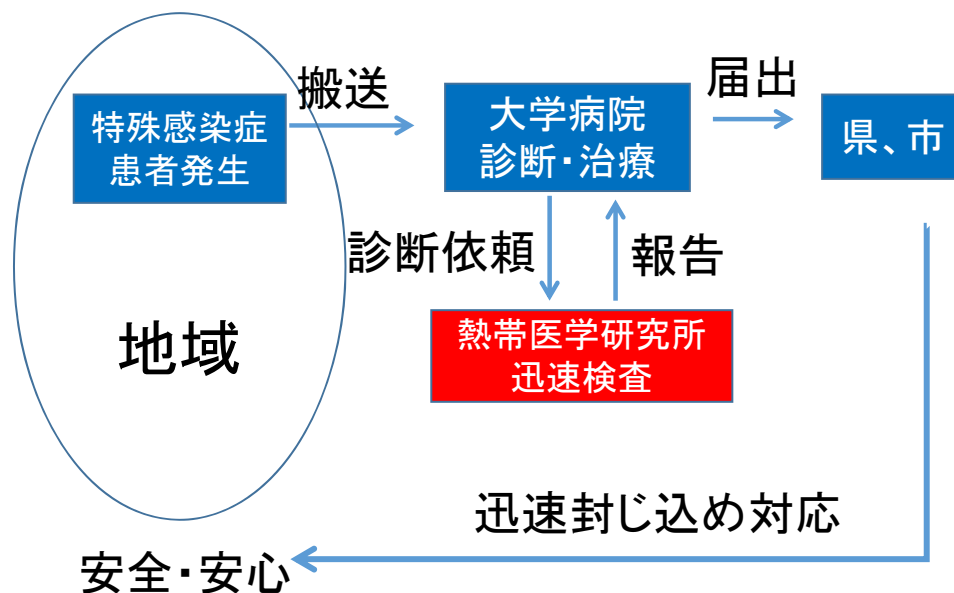 搬送
届出
特殊感染症
患者発生
大学病院
診断・治療
県、市
診断依頼
報告
地域
熱帯医学研究所
迅速検査
迅速封じ込め対応
安全・安心